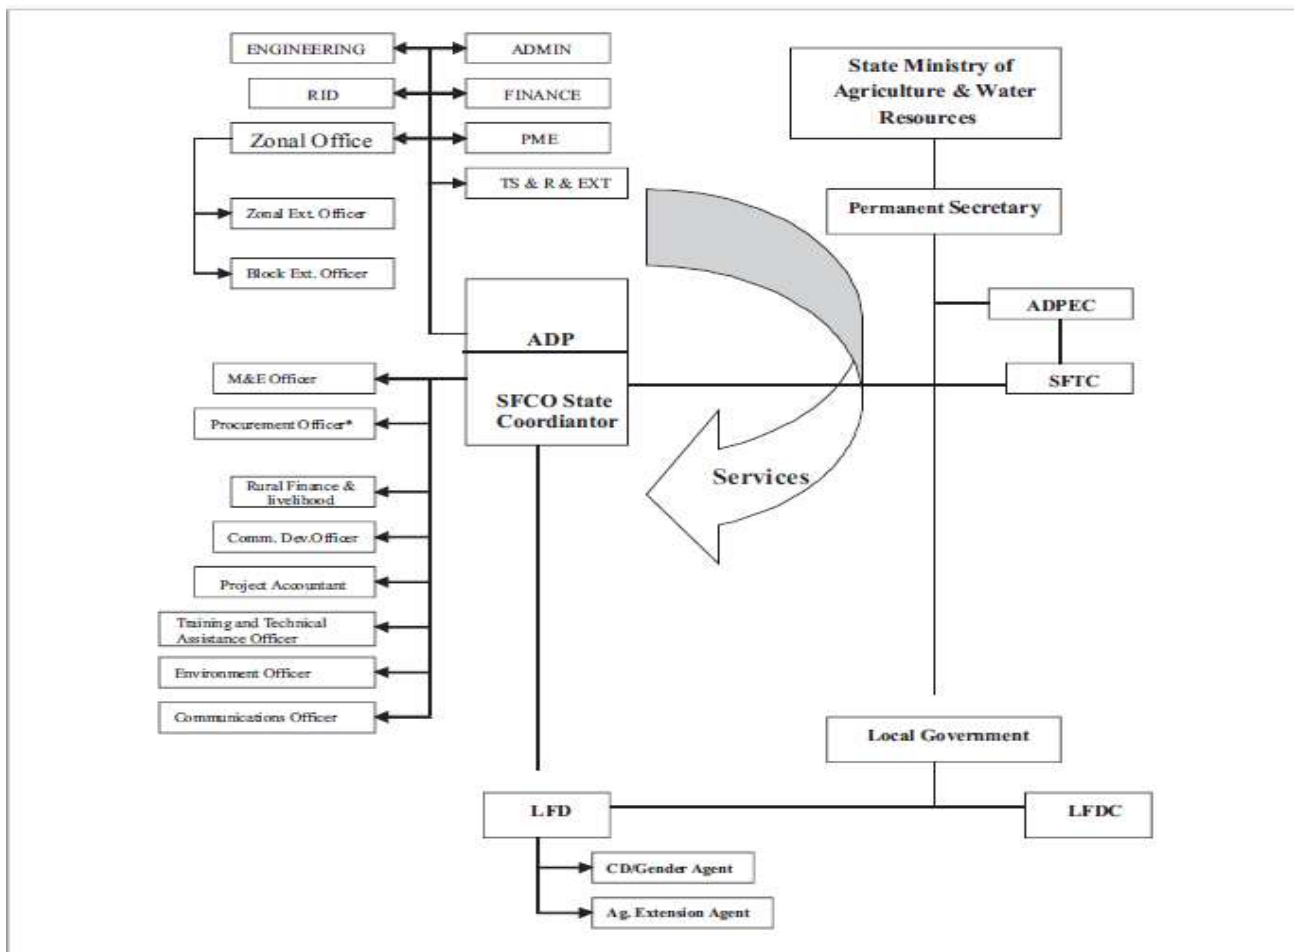 ENGINEERING
ADMIN
RID
FINANCE
Zonal Office
PME
TS & R & EXT
Zonal Ext. Officer
Block Ext. Officer
State Ministry of
Agriculture & Water
Resources
Permanent Secretary
ADPEC
SFTC
ADP
SFCO State
Coordiantor
M&E Officer
Procurement Officer*
Rural Finance &
livelihood
Comm. Dev.Officer
Project Accountant
Training and Technical
Assistance Officer
Environment Officer
Communications Officer
Services
Local Government
LFD
LFDC
CD/Gender Agent
Ag. Extension Agent